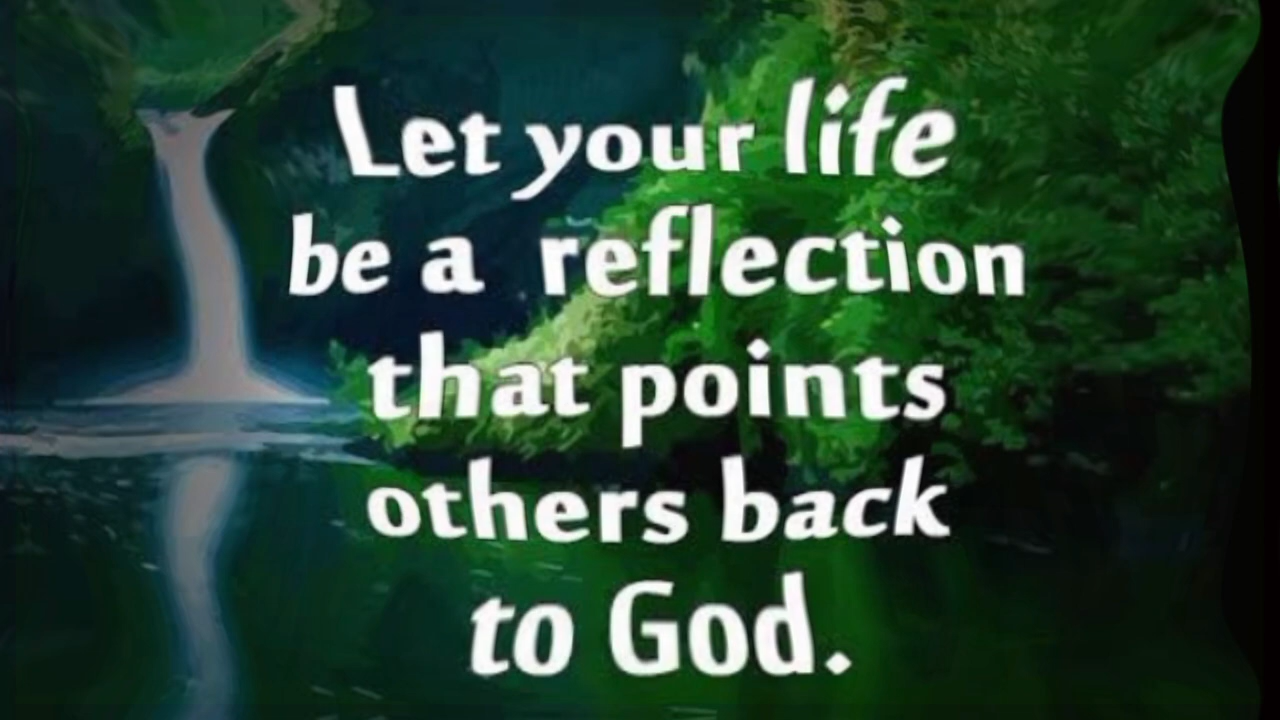 Let your life
be a reflection
that points
others back
to God.